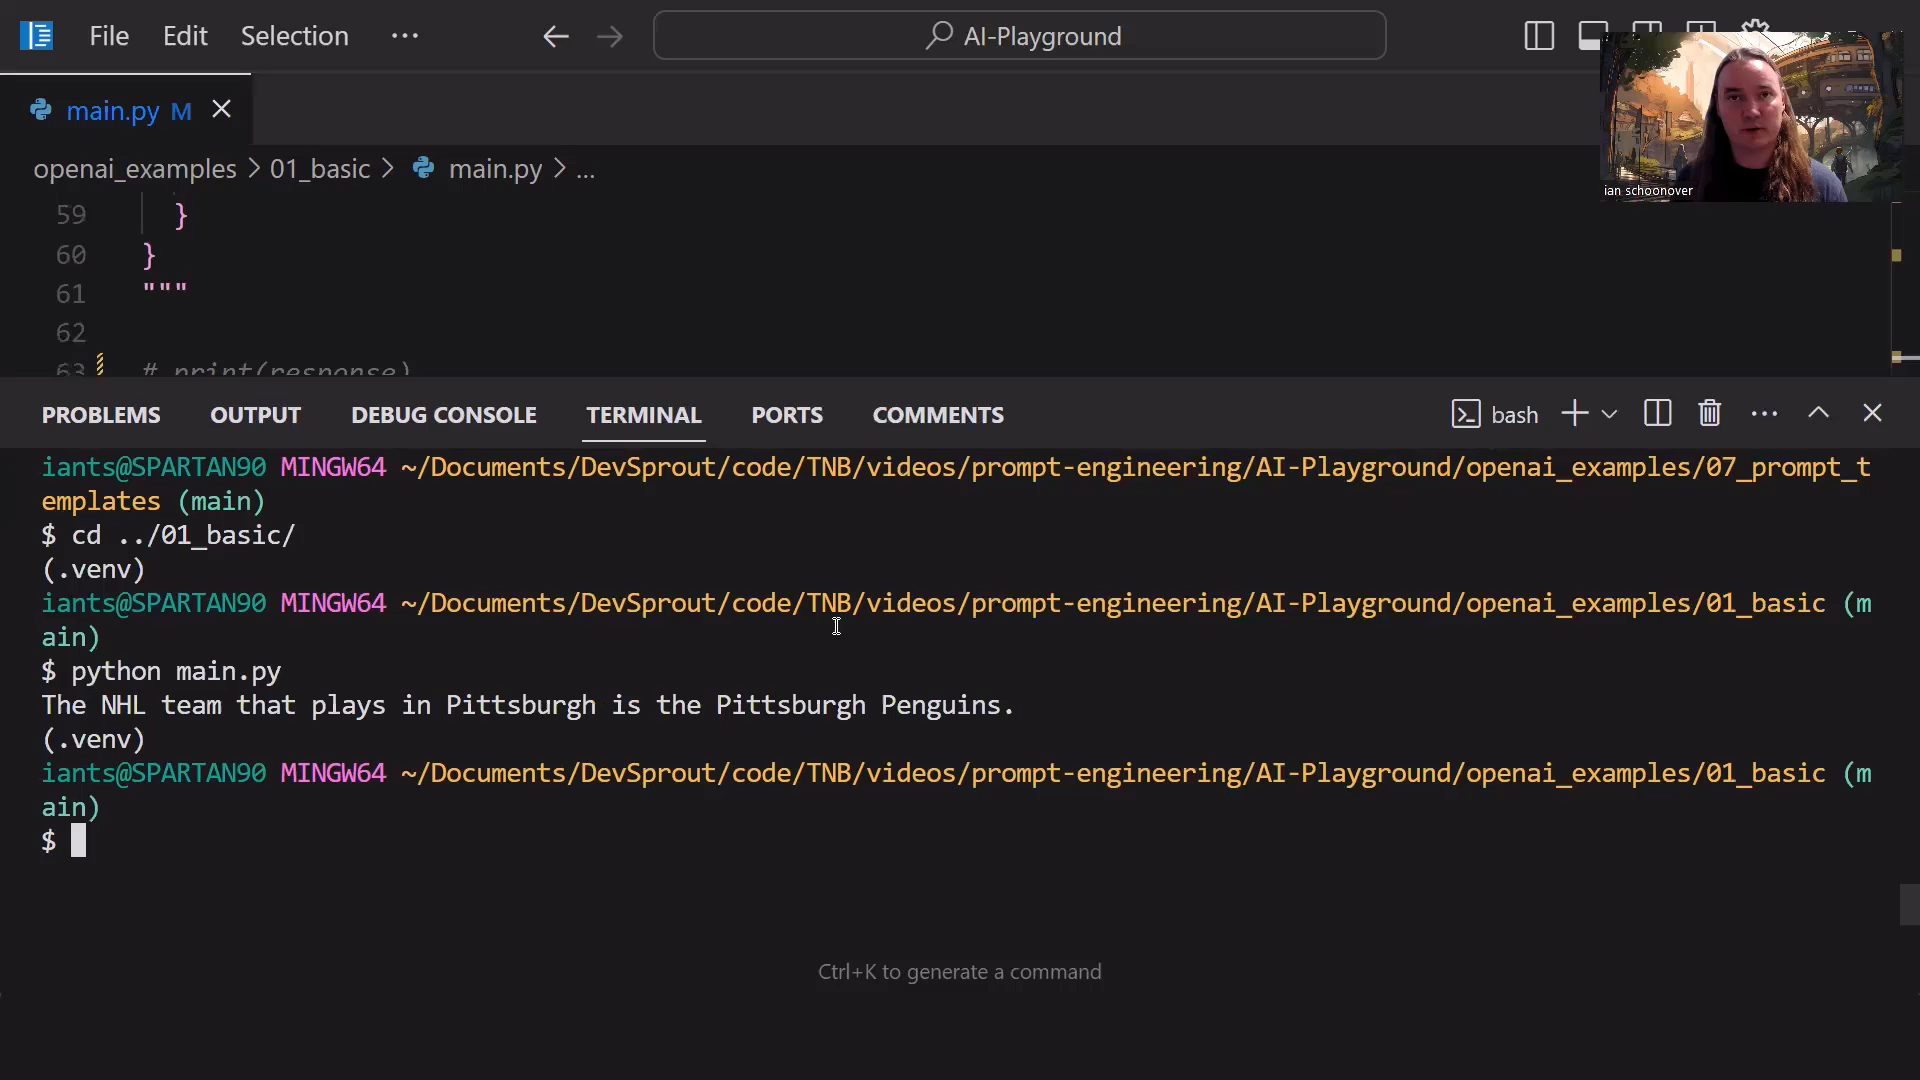 File Edit Selection ··· AI-Playground
main.py M
ian schoonover
openai_examples > 01_basic > main.py > ...
59 }
60 }
61 """
62
63 # print(response)
PROBLEMS OUTPUT DEBUG CONSOLE TERMINAL PORTS COMMENTS bash
iants@SPARTAN90 MINGW64 ~/Documents/DevSprout/code/TNB/videos/prompt-engineering/AI-Playground/openai_examples/07_prompt_t
emplates (main)
$ cd ../01_basic/
(.venv)
iants@SPARTAN90 MINGW64 ~/Documents/DevSprout/code/TNB/videos/prompt-engineering/AI-Playground/openai_examples/01_basic (m
ain)
$ python main.py
The NHL team that plays in Pittsburgh is the Pittsburgh Penguins.
(.venv)
iants@SPARTAN90 MINGW64 ~/Documents/DevSprout/code/TNB/videos/prompt-engineering/AI-Playground/openai_examples/01_basic (m
ain)
$
Ctrl+K to generate a command